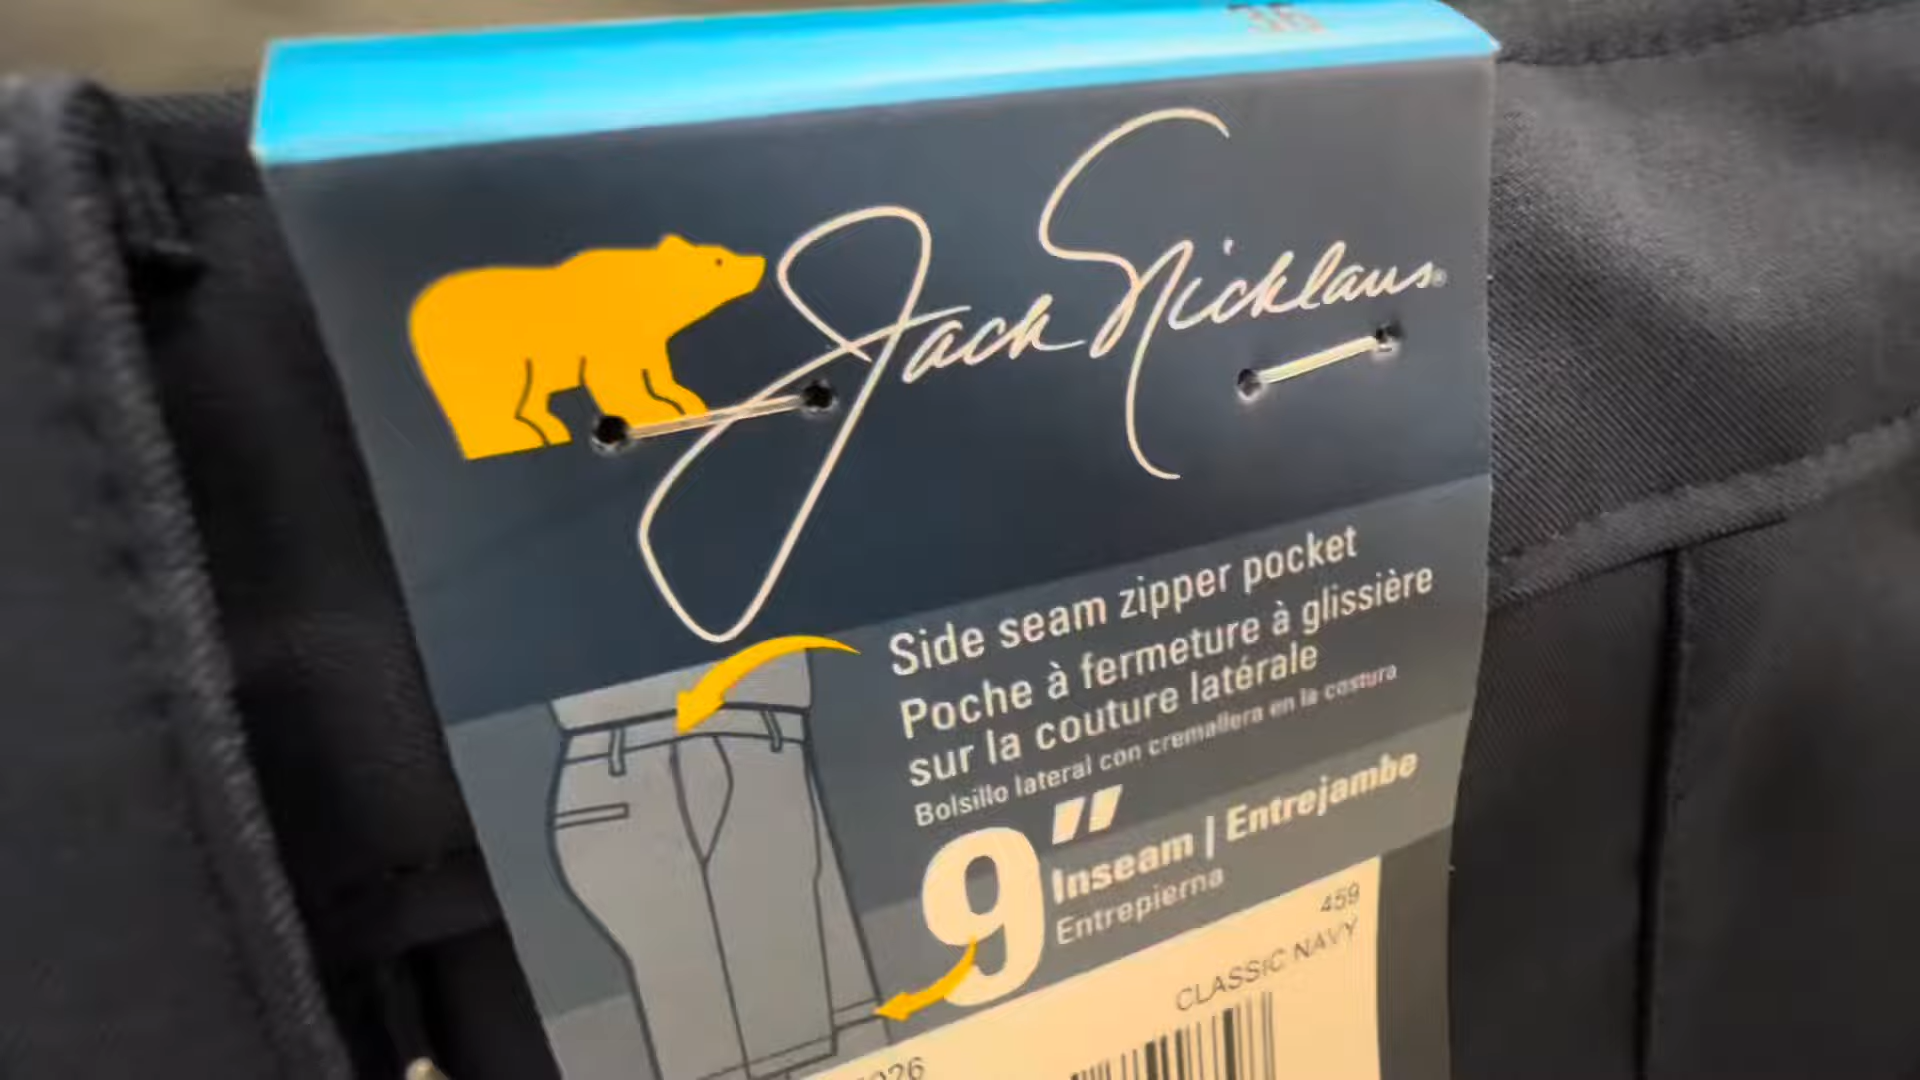 36
Jack Nicklaus®
Side seam zipper pocket
Poche à fermeture à glissière
sur la couture latérale
Bolsillo lateral con cremallera en la costura
9" Inseam | Entrejambe
Entrepierna
459
CLASSIC NAVY